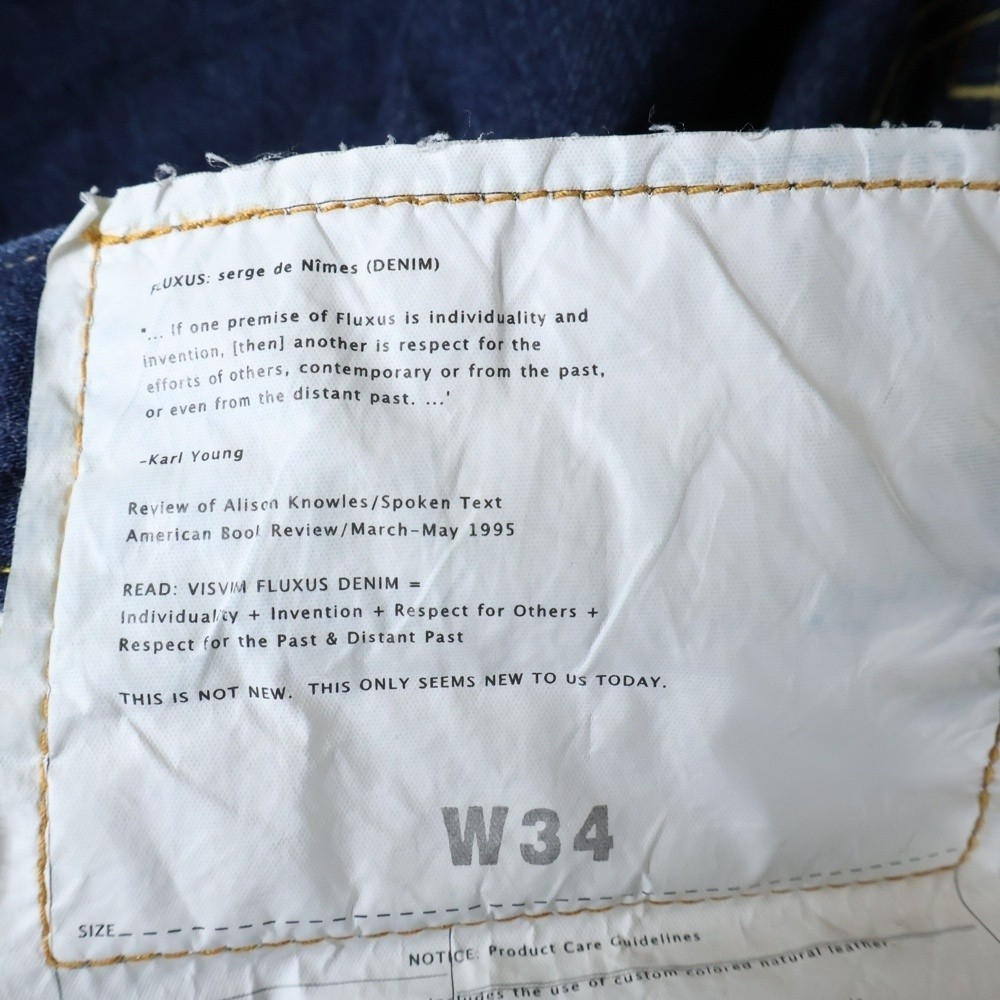 FLUXUS: serge de Nîmes (DENIM)
"... If one premise of Fluxus is individuality and
invention, [then] another is respect for the
efforts of others, contemporary or from the past,
or even from the distant past. ...'
-Karl Young
Review of Alison Knowles/Spoken Text
American Book Review/March-May 1995
READ: VISVIM FLUXUS DENIM =
Individuality + Invention + Respect for Others +
Respect for the Past & Distant Past
THIS IS NOT NEW. THIS ONLY SEEMS NEW TO US TODAY.
W34
SIZE
NOTICE: Product Care Guidelines
the use of custom colored natural leather